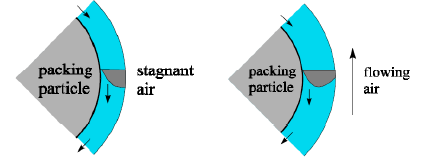 packing
particle
stagnant
air
packing
particle
flowing
air